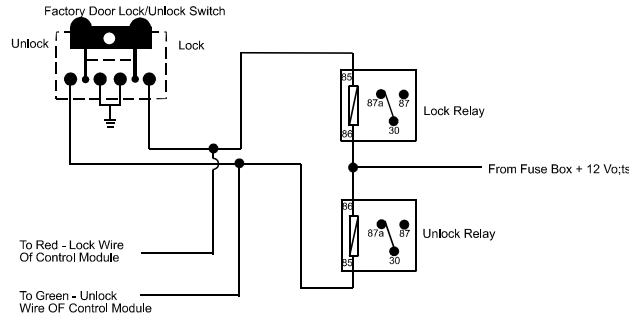 Factory Door Lock/Unlock Switch
Unlock
Lock
85
87a 87
30
86
Lock Relay
From Fuse Box + 12 Vo;ts
86
87a 87
30
85
Unlock Relay
To Red - Lock Wire
Of Control Module
To Green - Unlock
Wire OF Control Module